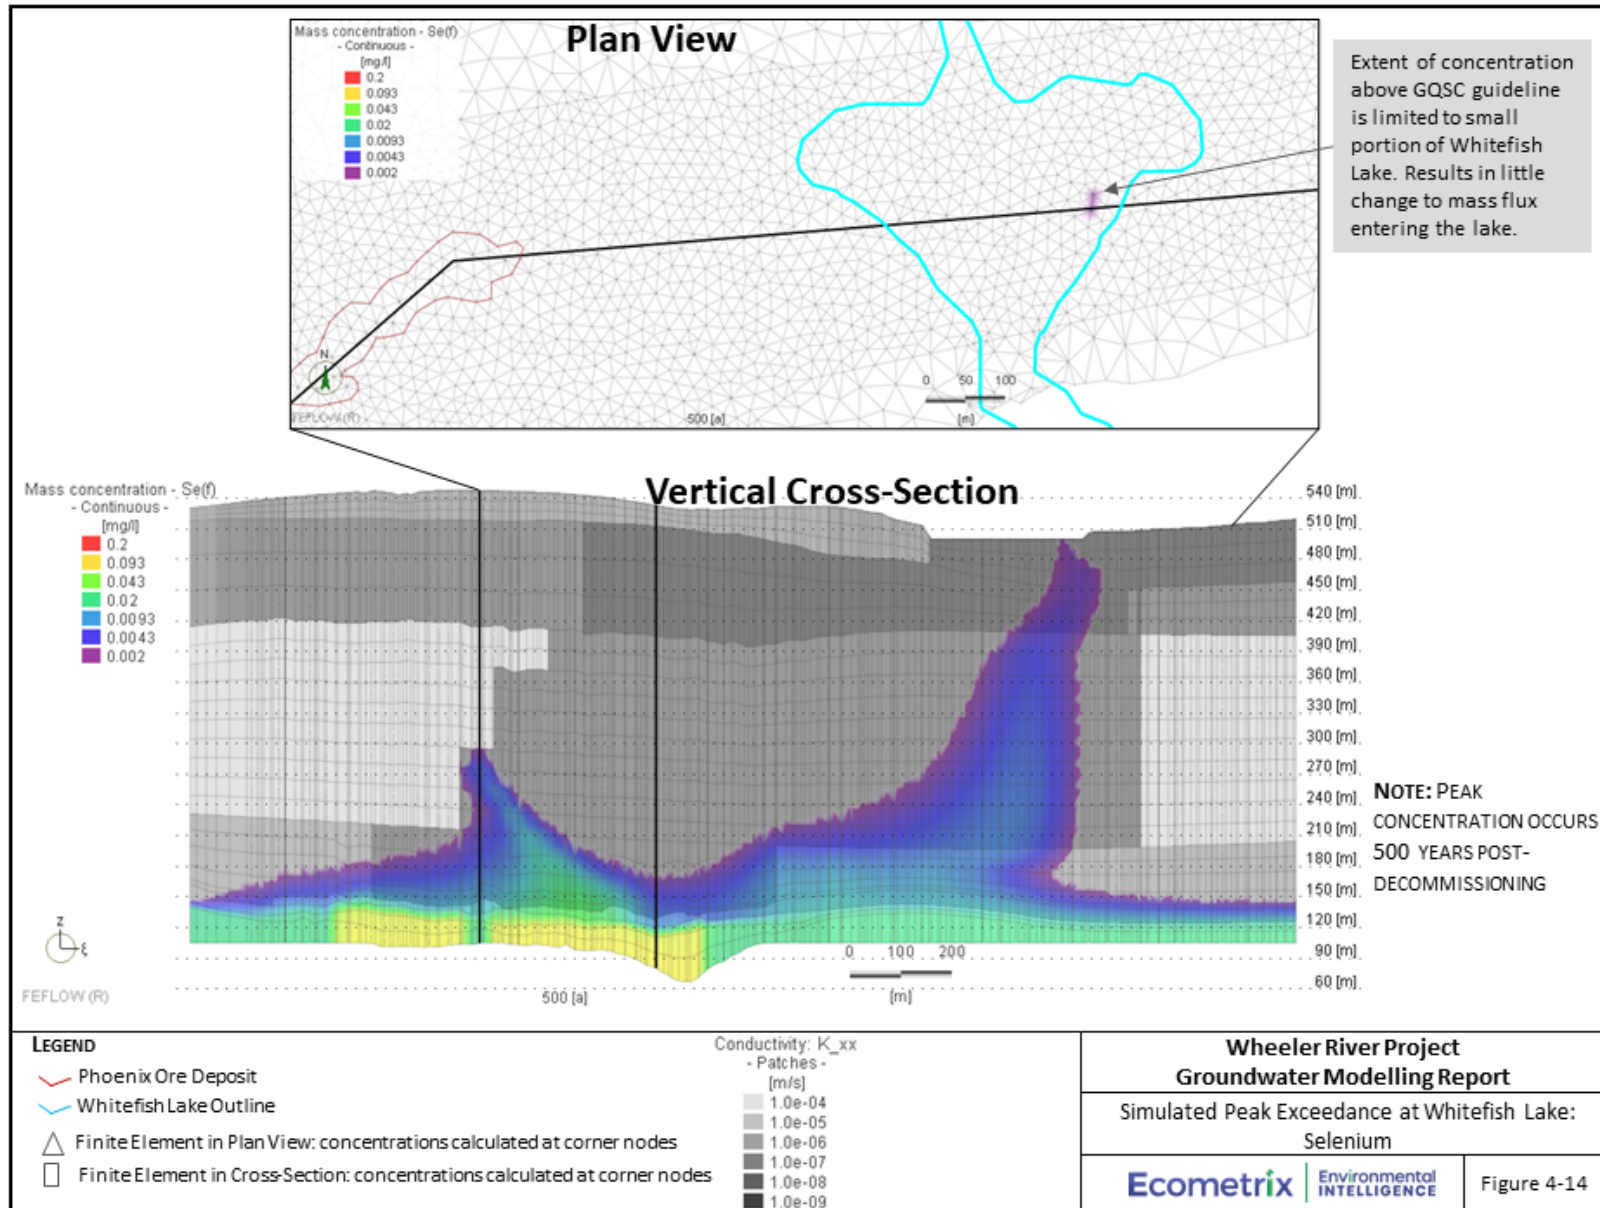 Plan View
Mass concentration - Se(f)
- Continuous -
[mg/l]
0.2
0.093
0.043
0.02
0.0093
0.0043
0.002
Extent of concentration
above GQSC guideline
is limited to small
portion of Whitefish
Lake. Results in little
change to mass flux
entering the lake.
N
0 50 100
[m]
FEFLOW (R)
500 [a]
Vertical Cross-Section
Mass concentration - Se(f)
- Continuous -
[mg/l]
0.2
0.093
0.043
0.02
0.0093
0.0043
0.002
540 [m]
510 [m]
480 [m]
450 [m]
420 [m]
390 [m]
360 [m]
330 [m]
300 [m]
270 [m]
240 [m]
210 [m]
180 [m]
150 [m]
120 [m]
90 [m]
60 [m]
NOTE: PEAK
CONCENTRATION OCCURS
500 YEARS POST-
DECOMMISSIONING
z
ξ
0 100 200
[m]
FEFLOW (R)
500 [a]
LEGEND
Phoenix Ore Deposit
Whitefish Lake Outline
Finite Element in Plan View: concentrations calculated at corner nodes
Finite Element in Cross-Section: concentrations calculated at corner nodes
Conductivity: K_xx
- Patches -
[m/s]
1.0e-04
1.0e-05
1.0e-06
1.0e-07
1.0e-08
1.0e-09
Wheeler River Project
Groundwater Modelling Report
Simulated Peak Exceedance at Whitefish Lake:
Selenium
Ecometrix
Environmental
INTELLIGENCE
Figure 4-14